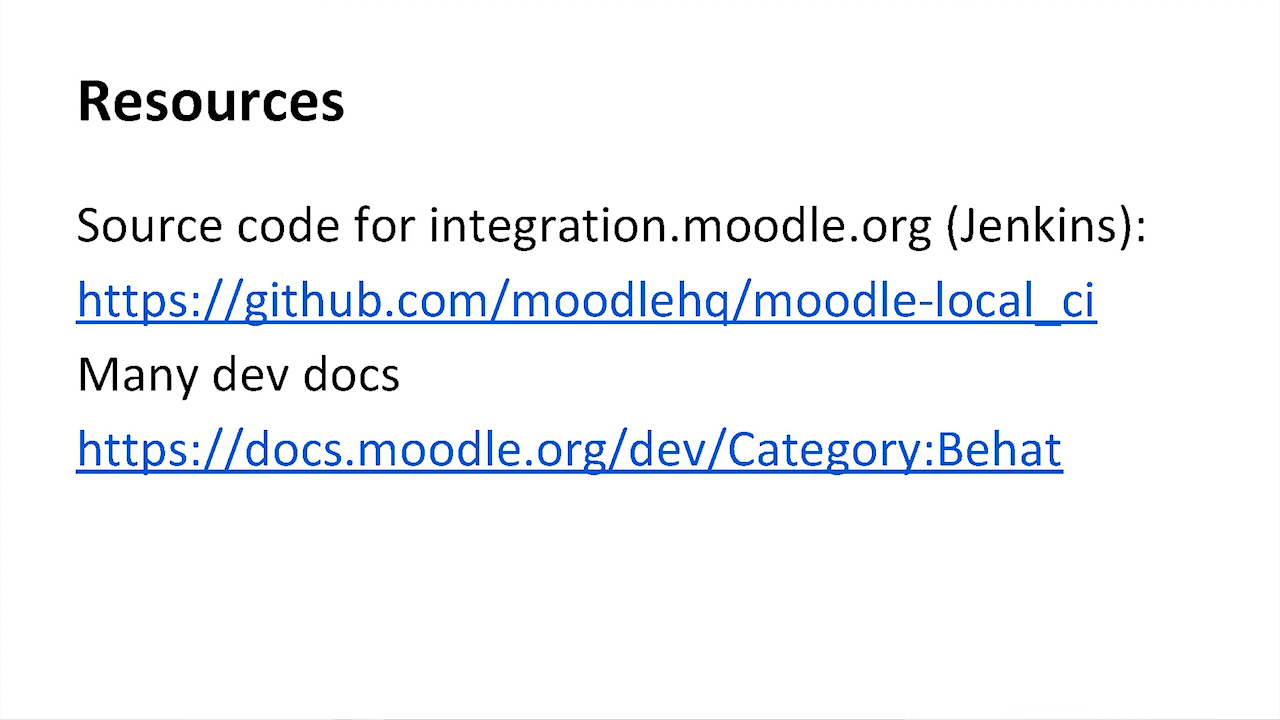 Resources
Source code for integration.moodle.org (Jenkins):
https://github.com/moodlehq/moodle-local_ci
Many dev docs
https://docs.moodle.org/dev/Category:Behat